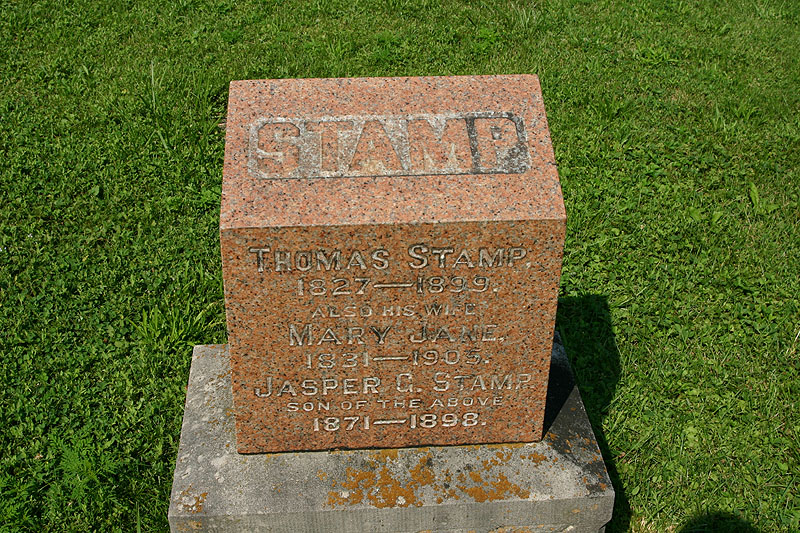 STAMP
THOMAS STAMP.
1827—1899.
ALSO HIS WIFE
MARY JANE.
1831—1905.
JASPER G. STAMP.
SON OF THE ABOVE
1871—1898.